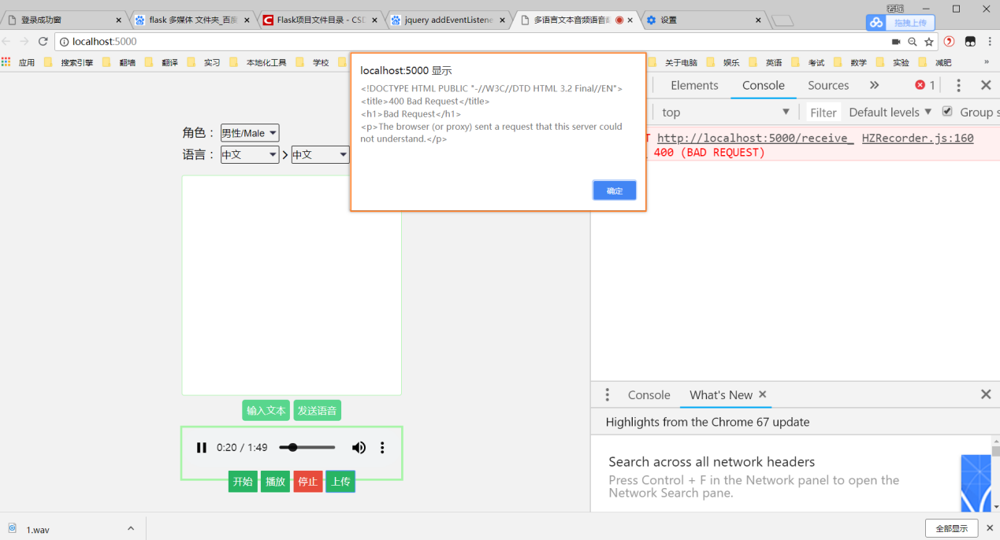 登录成功窗
flask 多媒体 文件夹_百度
Flask项目文件目录 - CSD
jquery addEventListene
多语言文本音频语音
设置
拖拽上传
localhost:5000
应用
搜索引擎
翻墙
翻译
实习
本地化工具
学校
关于电脑
娱乐
英语
考试
数学
实验
减肥
»
localhost:5000 显示
<!DOCTYPE HTML PUBLIC "-//W3C//DTD HTML 3.2 Final//EN">
<title>400 Bad Request</title>
<h1>Bad Request</h1>
<p>The browser (or proxy) sent a request that this server could
not understand.</p>
确定
角色：
男性/Male
语言：
中文
>
中文
输入文本
发送语音
0:20 / 1:49
开始
播放
停止
上传
Elements
Console
Sources
»
1
top
Filter
Default levels
Group s
T http://localhost:5000/receive_ HZRecorder.js:160
400 (BAD REQUEST)
Console
What's New
Highlights from the Chrome 67 update
Search across all network headers
Press Control + F in the Network panel to open the
Network Search pane.
1.wav
全部显示